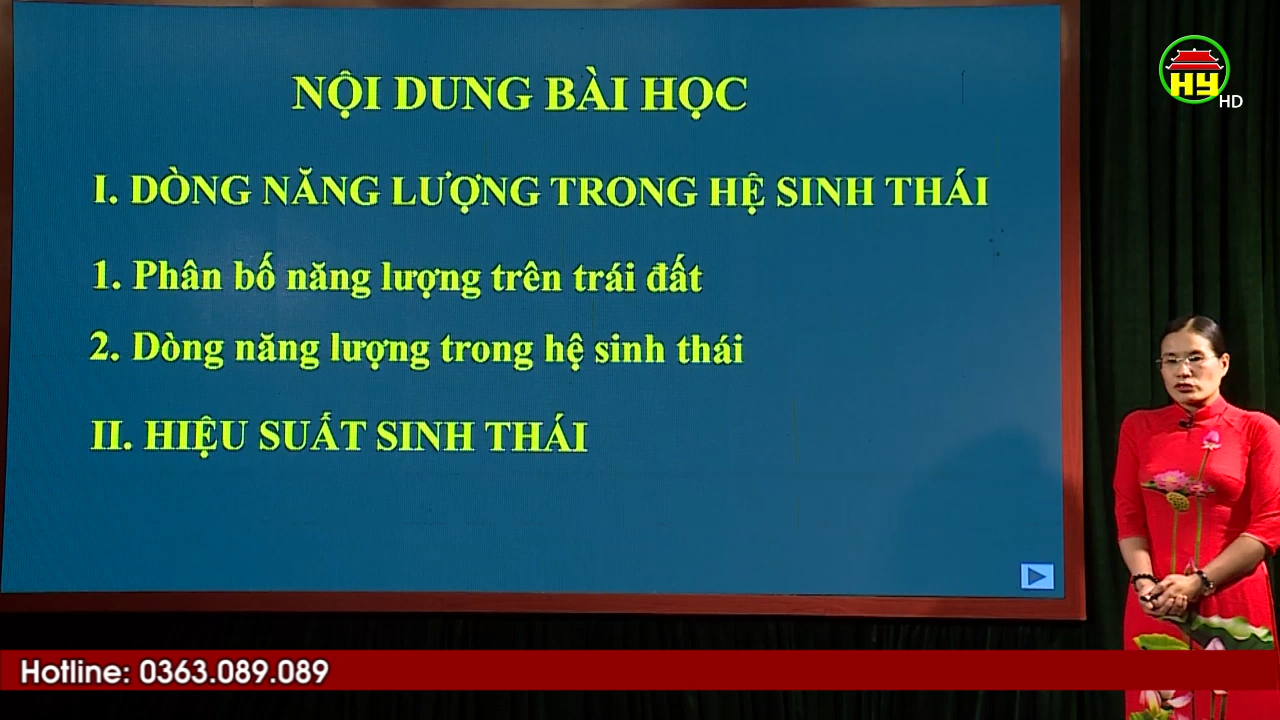 HY
HD
NỘI DUNG BÀI HỌC
I. DÒNG NĂNG LƯỢNG TRONG HỆ SINH THÁI
1. Phân bố năng lượng trên trái đất
2. Dòng năng lượng trong hệ sinh thái
II. HIỆU SUẤT SINH THÁI
Hotline: 0363.089.089